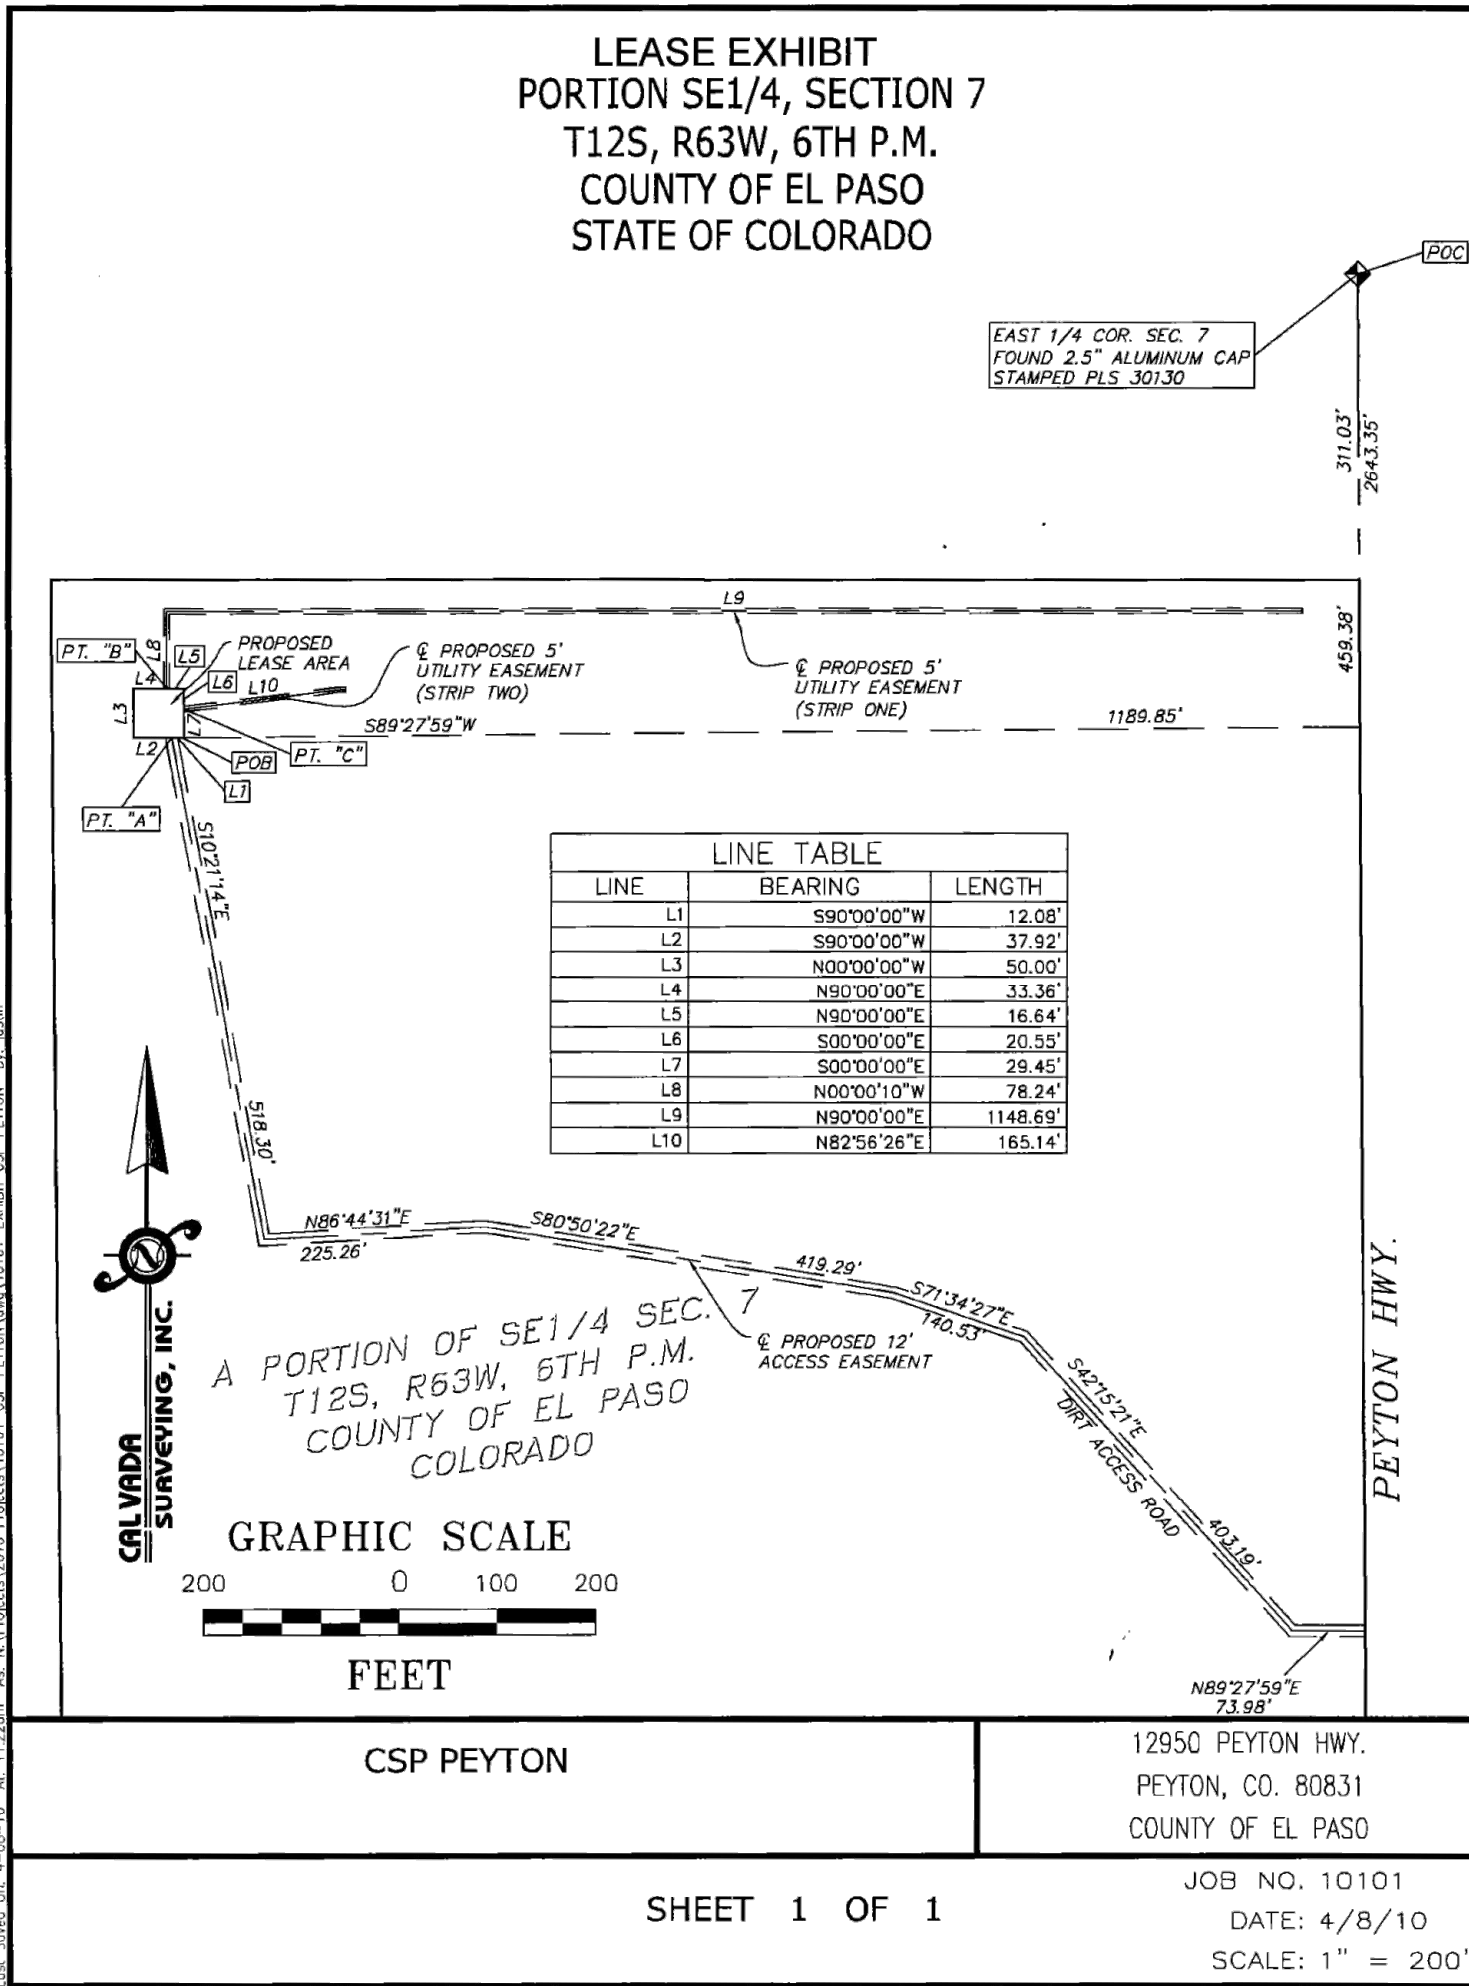 LEASE EXHIBIT
PORTION SE1/4, SECTION 7
T12S, R63W, 6TH P.M.
COUNTY OF EL PASO
STATE OF COLORADO
POC
EAST 1/4 COR. SEC. 7
FOUND 2.5" ALUMINUM CAP
STAMPED PLS 30130
311.03'
2643.35'
459.38'
L9
L8
PT. "B"
L5
PROPOSED
LEASE AREA
L4
L6
L10
℄ PROPOSED 5'
UTILITY EASEMENT
(STRIP TWO)
℄ PROPOSED 5'
UTILITY EASEMENT
(STRIP ONE)
L3
L7
S89°27'59"W
1189.85'
L2
POB
PT. "C"
L1
PT. "A"
S10°21'14"E
518.30'
LINE TABLE
LINE BEARING LENGTH
L1 S90°00'00"W 12.08'
L2 S90°00'00"W 37.92'
L3 N00°00'00"W 50.00'
L4 N90°00'00"E 33.36'
L5 N90°00'00"E 16.64'
L6 S00°00'00"E 20.55'
L7 S00°00'00"E 29.45'
L8 N00°00'10"W 78.24'
L9 N90°00'00"E 1148.69'
L10 N82°56'26"E 165.14'
N86°44'31"E
225.26'
S80°50'22"E
419.29'
S71°34'27"E
140.53'
℄ PROPOSED 12'
ACCESS EASEMENT
S42°15'21"E
DIRT ACCESS ROAD
403.19'
N89°27'59"E
73.98'
PEYTON HWY.
A PORTION OF SE1/4 SEC. 7
T12S, R63W, 6TH P.M.
COUNTY OF EL PASO
COLORADO
CALVADA
SURVEYING, INC.
GRAPHIC SCALE
200 0 100 200
FEET
CSP PEYTON
12950 PEYTON HWY.
PEYTON, CO. 80831
COUNTY OF EL PASO
SHEET 1 OF 1
JOB NO. 10101
DATE: 4/8/10
SCALE: 1" = 200'